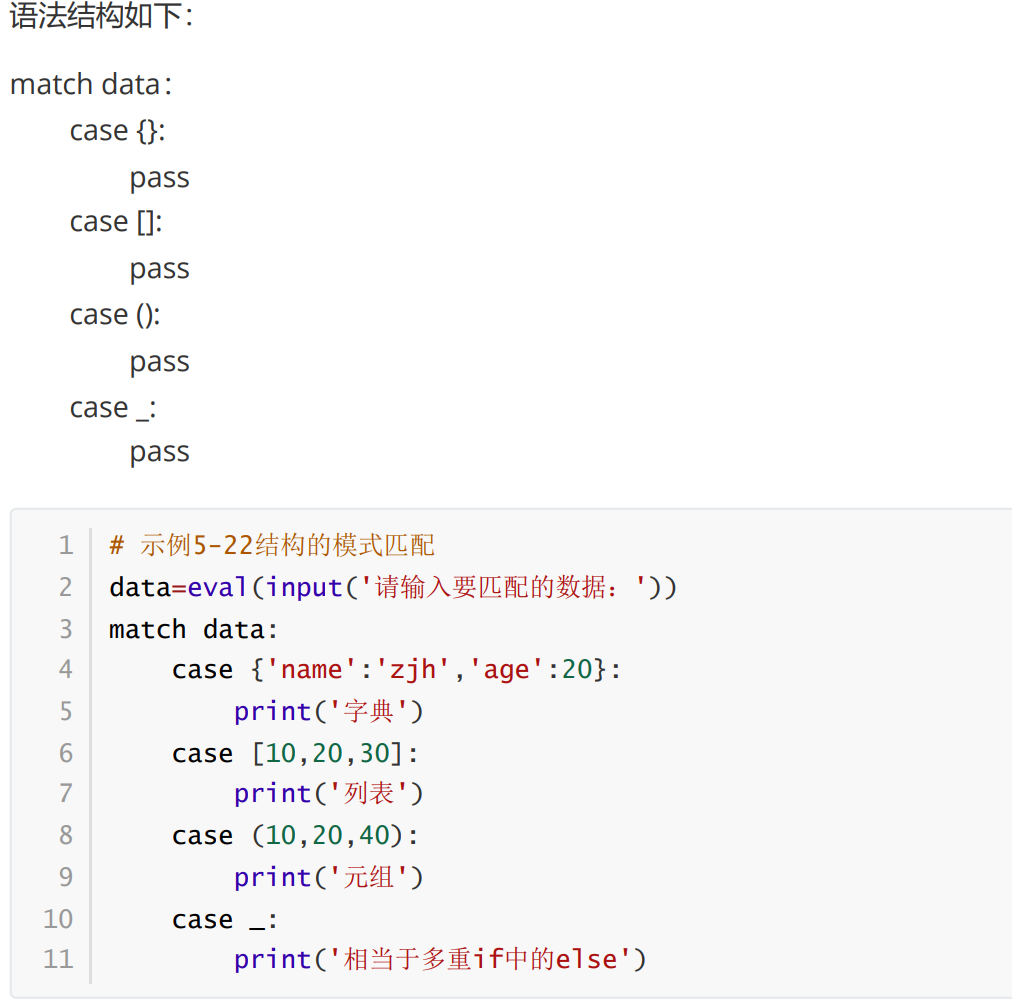 语法结构如下：
match data：
case {}:
pass
case []:
pass
case ():
pass
case _:
pass
1 # 示例5-22结构的模式匹配
2 data=eval(input('请输入要匹配的数据：'))
3 match data:
4 case {'name':'zjh','age':20}:
5 print('字典')
6 case [10,20,30]:
7 print('列表')
8 case (10,20,40):
9 print('元组')
10 case _:
11 print('相当于多重if中的else')